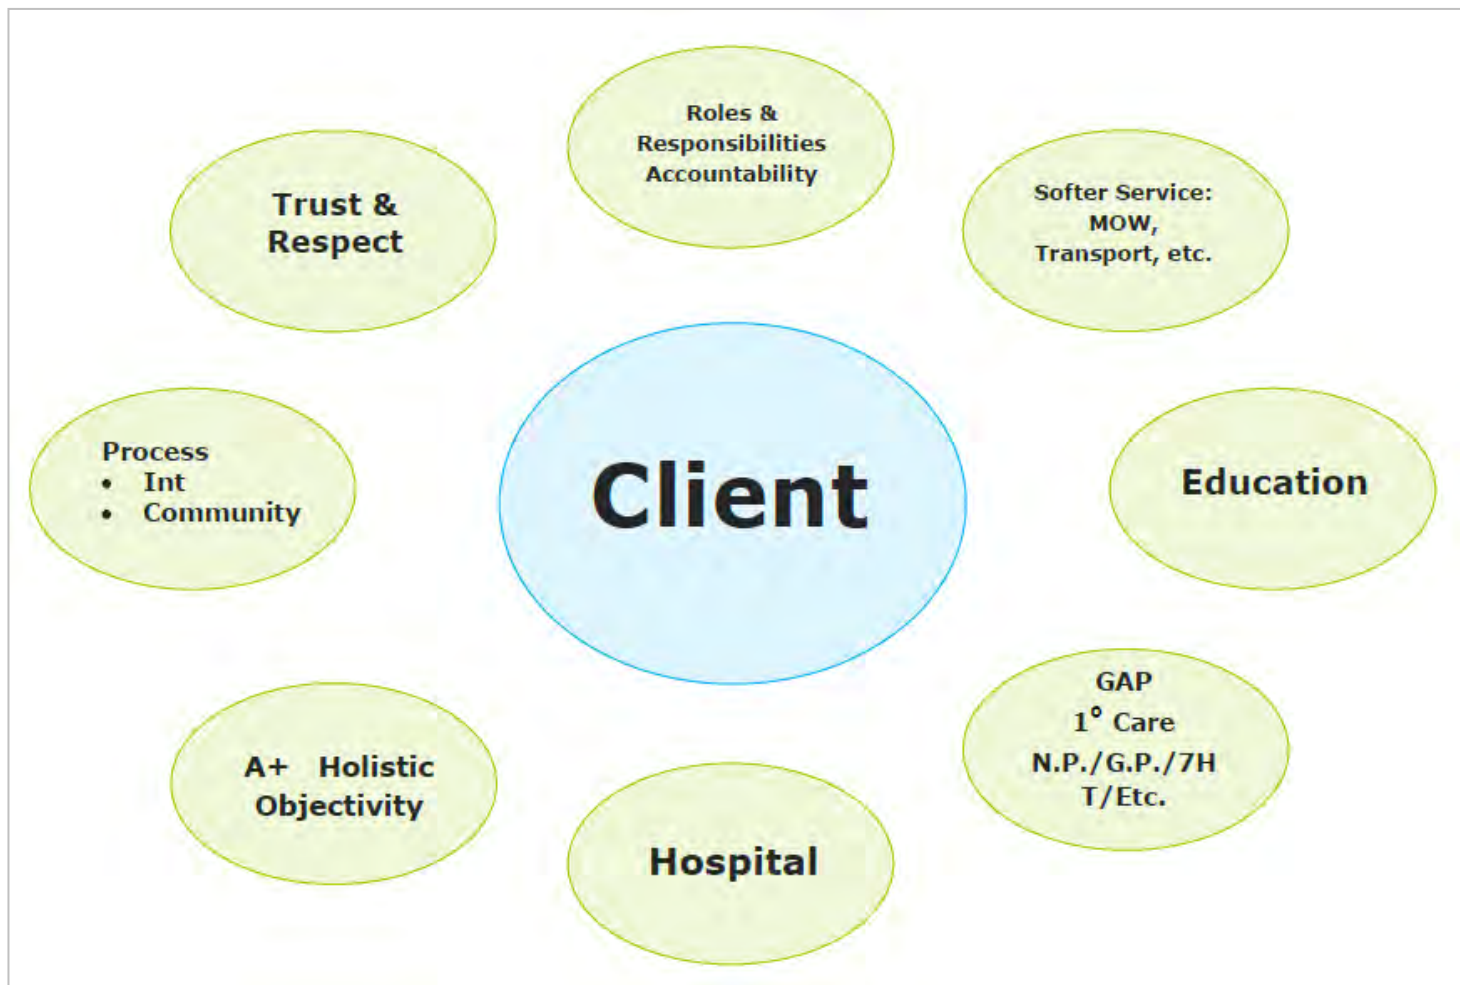 Roles &
Responsibilities
Accountability
Trust &
Respect
Softer Service:
MOW,
Transport, etc.
Process
• Int
• Community
Client
Education
GAP
1° Care
N.P./G.P./7H
T/Etc.
A+ Holistic
Objectivity
Hospital